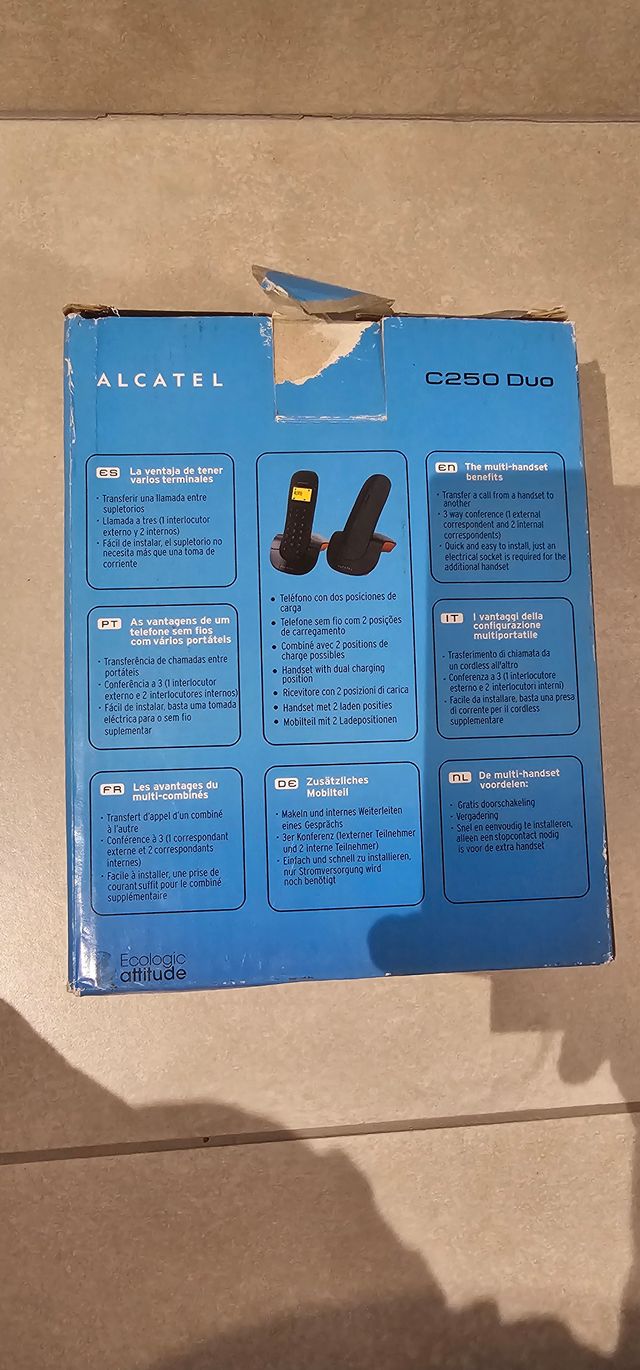 ALCATEL
C250 Duo
ES La ventaja de tener
varios terminales
· Transferir una llamada entre
supletorios
· Llamada a tres (1 interlocutor
externo y 2 internos)
· Fácil de instalar, el supletorio no
necesita más que una toma de
corriente
PT As vantagens de um
telefone sem fios
com vários portáteis
· Transferência de chamadas entre
portáteis
· Conferência a 3 (1 interlocutor
externo e 2 interlocutores internos)
· Fácil de instalar, basta uma tomada
eléctrica para o sem fio
suplementar
FR Les avantages du
multi-combinés
· Transfert d'appel d'un combiné
à l'autre
· Conférence à 3 (1 correspondant
externe et 2 correspondants
internes)
· Facile à installer, une prise de
courant suffit pour le combiné
supplémentaire
ALCATEL
• Teléfono con dos posiciones de
carga
• Telefone sem fio com 2 posições
de carregamento
• Combiné avec 2 positions de
charge possibles
• Handset with dual charging
position
• Ricevitore con 2 posizioni di carica
• Handset met 2 laden posities
• Mobilteil mit 2 Ladepositionen
DE Zusätzliches
Mobilteil
· Makeln und internes Weiterleiten
eines Gesprächs
· 3er Konferenz (1externer Teilnehmer
und 2 interne Teilnehmer)
· Einfach und schnell zu installieren,
nur Stromversorgung wird
noch benötigt
en The multi-handset
benefits
· Transfer a call from a handset to
another
· 3 way conference (1 external
correspondent and 2 internal
correspondents)
· Quick and easy to install, just an
electrical socket is required for the
additional handset
IT I vantaggi della
configurazione
multiportatile
· Trasferimento di chiamata da
un cordless all'altro
· Conferenza a 3 (1 interlocutore
esterno e 2 interlocutori interni)
· Facile da installare, basta una presa
di corrente per il cordless
supplementare
nL De multi-handset
voordelen:
· Gratis doorschakeling
· Vergadering
· Snel en eenvoudig te installeren,
alleen een stopcontact nodig
is voor de extra handset
Ecologic
attitude